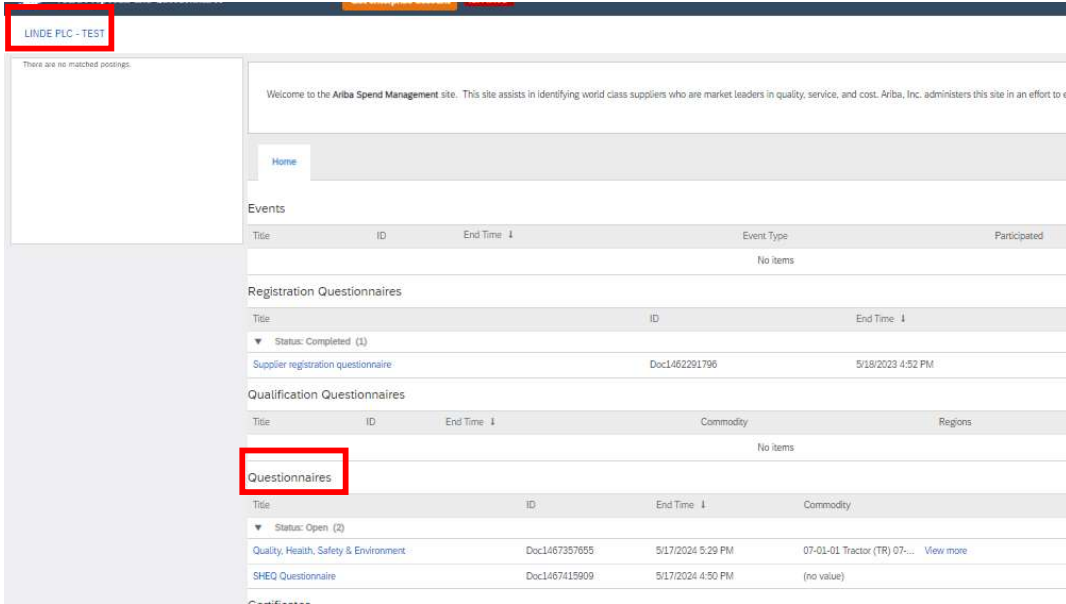 LINDE PLC - TEST
There are no matched postings.
Welcome to the Ariba Spend Management site. This site assists in identifying world class suppliers who are market leaders in quality, service, and cost. Ariba, Inc. administers this site in an effort to
Home
Events
Title ID End Time ↓ Event Type Participated
No items
Registration Questionnaires
Title ID End Time ↓
▼ Status: Completed (1)
Supplier registration questionnaire Doc1462291796 5/18/2023 4:52 PM
Qualification Questionnaires
Title ID End Time ↓ Commodity Regions
No items
Questionnaires
Title ID End Time ↓ Commodity
▼ Status: Open (2)
Quality, Health, Safety & Environment Doc1467357655 5/17/2024 5:29 PM 07-01-01 Tractor (TR) 07-... View more
SHEQ Questionnaire Doc1467415909 5/17/2024 4:50 PM (no value)
Certificates